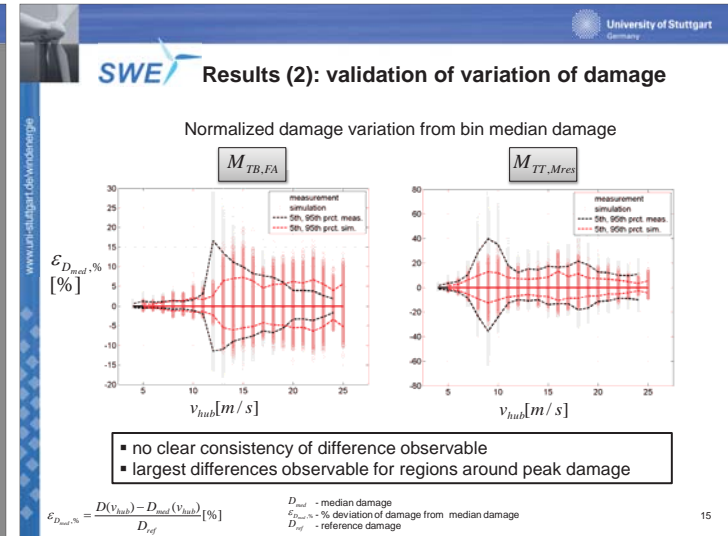 University of Stuttgart
Germany
SWE
Results (2): validation of variation of damage
www.uni-stuttgart.de/windenergie
Normalized damage variation from bin median damage
M_{TB,FA}
M_{TT,Mres}
measurement
simulation
5th, 95th prct. meas.
5th, 95th prct. sim.
30
25
20
15
10
5
0
-5
-10
-15
-20
5
10
15
20
25
ε_{D_{med},%}
[%]
v_{hub}[m/s]
measurement
simulation
5th, 95th prct. meas.
5th, 95th prct. sim.
80
60
40
20
0
-20
-40
-60
-80
5
10
15
20
25
v_{hub}[m/s]
▪ no clear consistency of difference observable
▪ largest differences observable for regions around peak damage
ε_{D_{med},%} = \frac{D(v_{hub}) - D_{med}(v_{hub})}{D_{ref}}[%]
D_{med} - median damage
ε_{D_{med},%} - % deviation of damage from median damage
D_{ref} - reference damage
15